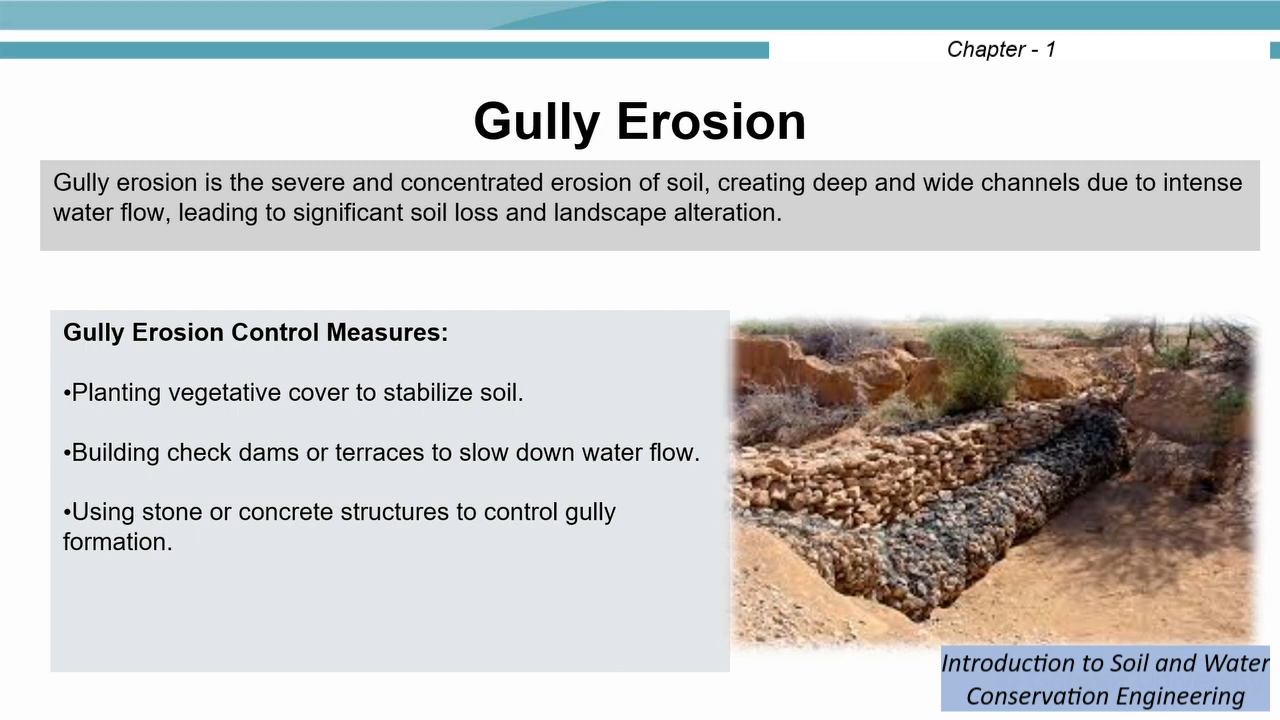 Chapter - 1
Gully Erosion
Gully erosion is the severe and concentrated erosion of soil, creating deep and wide channels due to intense
water flow, leading to significant soil loss and landscape alteration.
Gully Erosion Control Measures:
•Planting vegetative cover to stabilize soil.
•Building check dams or terraces to slow down water flow.
•Using stone or concrete structures to control gully
formation.
Introduction to Soil and Water
Conservation Engineering